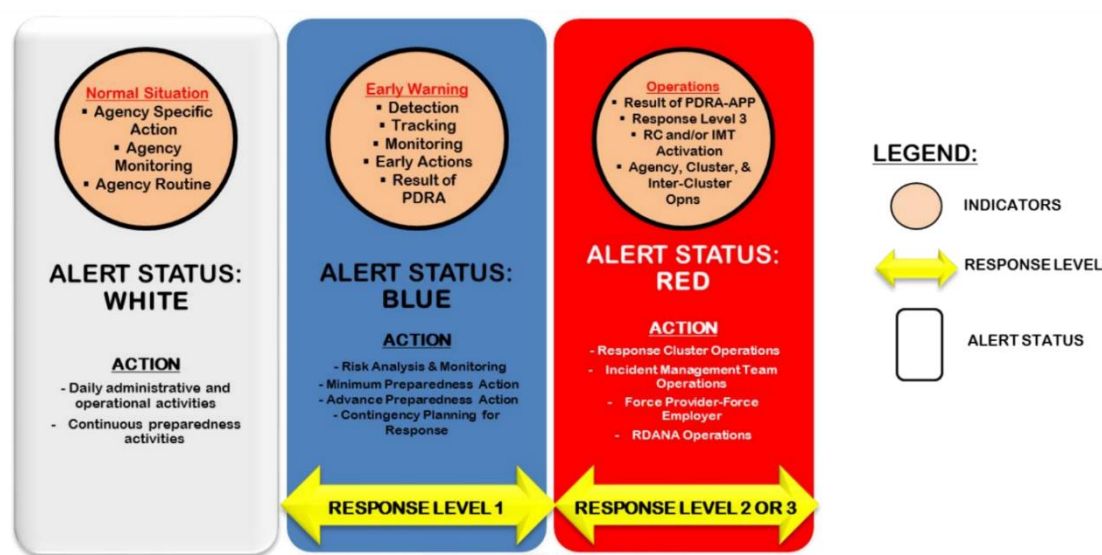 Normal Situation
▪ Agency Specific
Action
▪ Agency
Monitoring
▪ Agency Routine
ALERT STATUS:
WHITE
ACTION
- Daily administrative and
operational activities
- Continuous preparedness
activities
Early Warning
▪ Detection
▪ Tracking
▪ Monitoring
▪ Early Actions
▪ Result of
PDRA
ALERT STATUS:
BLUE
ACTION
- Risk Analysis & Monitoring
- Minimum Preparedness Action
- Advance Preparedness Action
- Contingency Planning for
Response
RESPONSE LEVEL 1
Operations
▪ Result of PDRA-APP
▪ Response Level 3
▪ RC and/or IMT
Activation
▪ Agency, Cluster, &
Inter-Cluster
Opns
ALERT STATUS:
RED
ACTION
- Response Cluster Operations
- Incident Management Team
Operations
- Force Provider-Force
Employer
- RDANA Operations
RESPONSE LEVEL 2 OR 3
LEGEND:
INDICATORS
RESPONSE LEVEL
ALERT STATUS